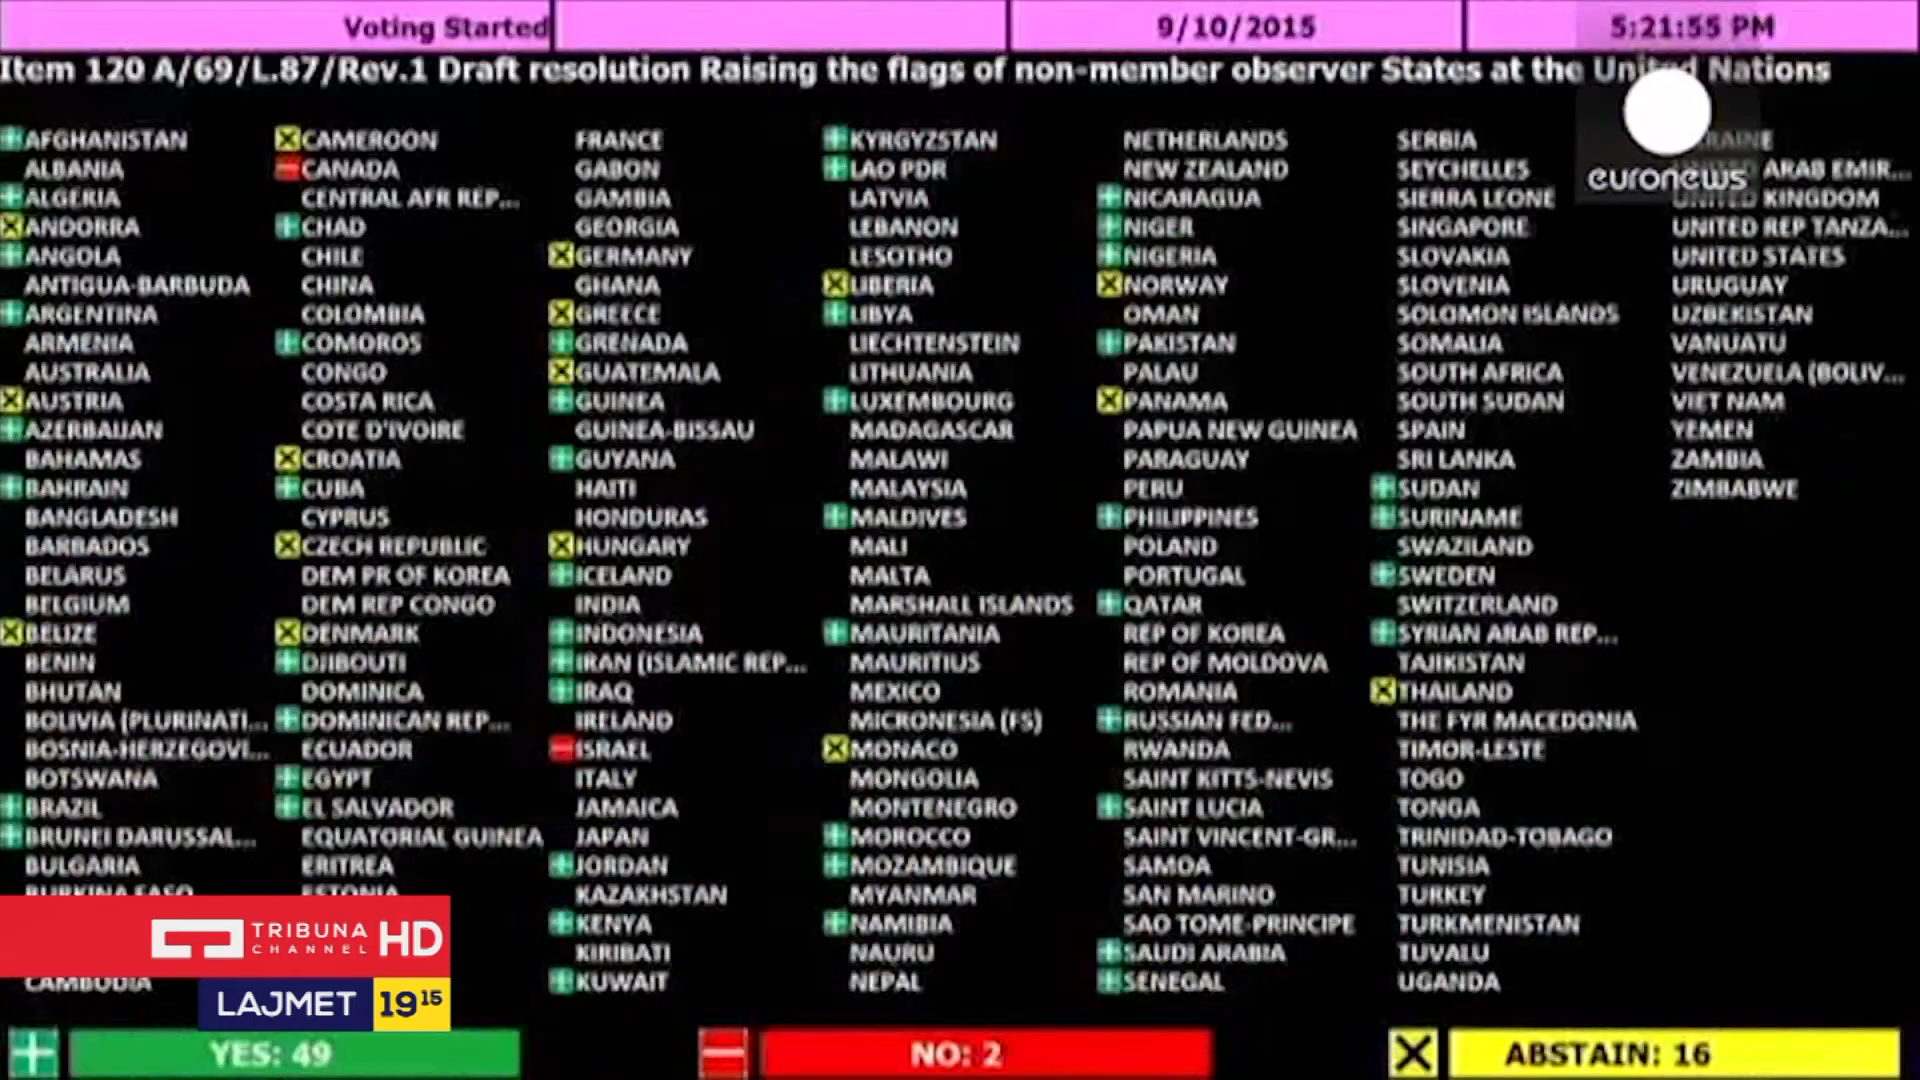 Voting Started 9/10/2015 5:21:55 PM
Item 120 A/69/L.87/Rev.1 Draft resolution Raising the flags of non-member observer States at the United Nations
euronews
AFGHANISTAN
ALBANIA
ALGERIA
ANDORRA
ANGOLA
ANTIGUA-BARBUDA
ARGENTINA
ARMENIA
AUSTRALIA
AUSTRIA
AZERBAIJAN
BAHAMAS
BAHRAIN
BANGLADESH
BARBADOS
BELARUS
BELGIUM
BELIZE
BENIN
BHUTAN
BOLIVIA (PLURINATI...
BOSNIA-HERZEGOVI...
BOTSWANA
BRAZIL
BRUNEI DARUSSAL...
BULGARIA
BURKINA FASO
CAMBODIA
CAMEROON
CANADA
CENTRAL AFR REP...
CHAD
CHILE
CHINA
COLOMBIA
COMOROS
CONGO
COSTA RICA
COTE D'IVOIRE
CROATIA
CUBA
CYPRUS
CZECH REPUBLIC
DEM PR OF KOREA
DEM REP CONGO
DENMARK
DJIBOUTI
DOMINICA
DOMINICAN REP...
ECUADOR
EGYPT
EL SALVADOR
EQUATORIAL GUINEA
ERITREA
ESTONIA
FRANCE
GABON
GAMBIA
GEORGIA
GERMANY
GHANA
GREECE
GRENADA
GUATEMALA
GUINEA
GUINEA-BISSAU
GUYANA
HAITI
HONDURAS
HUNGARY
ICELAND
INDIA
INDONESIA
IRAN (ISLAMIC REP...
IRAQ
IRELAND
ISRAEL
ITALY
JAMAICA
JAPAN
JORDAN
KAZAKHSTAN
KENYA
KIRIBATI
KUWAIT
KYRGYZSTAN
LAO PDR
LATVIA
LEBANON
LESOTHO
LIBERIA
LIBYA
LIECHTENSTEIN
LITHUANIA
LUXEMBOURG
MADAGASCAR
MALAWI
MALAYSIA
MALDIVES
MALI
MALTA
MARSHALL ISLANDS
MAURITANIA
MAURITIUS
MEXICO
MICRONESIA (FS)
MONACO
MONGOLIA
MONTENEGRO
MOROCCO
MOZAMBIQUE
MYANMAR
NAMIBIA
NAURU
NEPAL
NETHERLANDS
NEW ZEALAND
NICARAGUA
NIGER
NIGERIA
NORWAY
OMAN
PAKISTAN
PALAU
PANAMA
PAPUA NEW GUINEA
PARAGUAY
PERU
PHILIPPINES
POLAND
PORTUGAL
QATAR
REP OF KOREA
REP OF MOLDOVA
ROMANIA
RUSSIAN FED...
RWANDA
SAINT KITTS-NEVIS
SAINT LUCIA
SAINT VINCENT-GR...
SAMOA
SAN MARINO
SAO TOME-PRINCIPE
SAUDI ARABIA
SENEGAL
SERBIA
SEYCHELLES
SIERRA LEONE
SINGAPORE
SLOVAKIA
SLOVENIA
SOLOMON ISLANDS
SOMALIA
SOUTH AFRICA
SOUTH SUDAN
SPAIN
SRI LANKA
SUDAN
SURINAME
SWAZILAND
SWEDEN
SWITZERLAND
SYRIAN ARAB REP...
TAJIKISTAN
THAILAND
THE FYR MACEDONIA
TIMOR-LESTE
TOGO
TONGA
TRINIDAD-TOBAGO
TUNISIA
TURKEY
TURKMENISTAN
TUVALU
UGANDA
UKRAINE
UNITED ARAB EMIR...
UNITED KINGDOM
UNITED REP TANZA...
UNITED STATES
URUGUAY
UZBEKISTAN
VANUATU
VENEZUELA (BOLIV...
VIET NAM
YEMEN
ZAMBIA
ZIMBABWE
TRIBUNA CHANNEL HD
LAJMET 19 15
YES: 49 NO: 2 ABSTAIN: 16